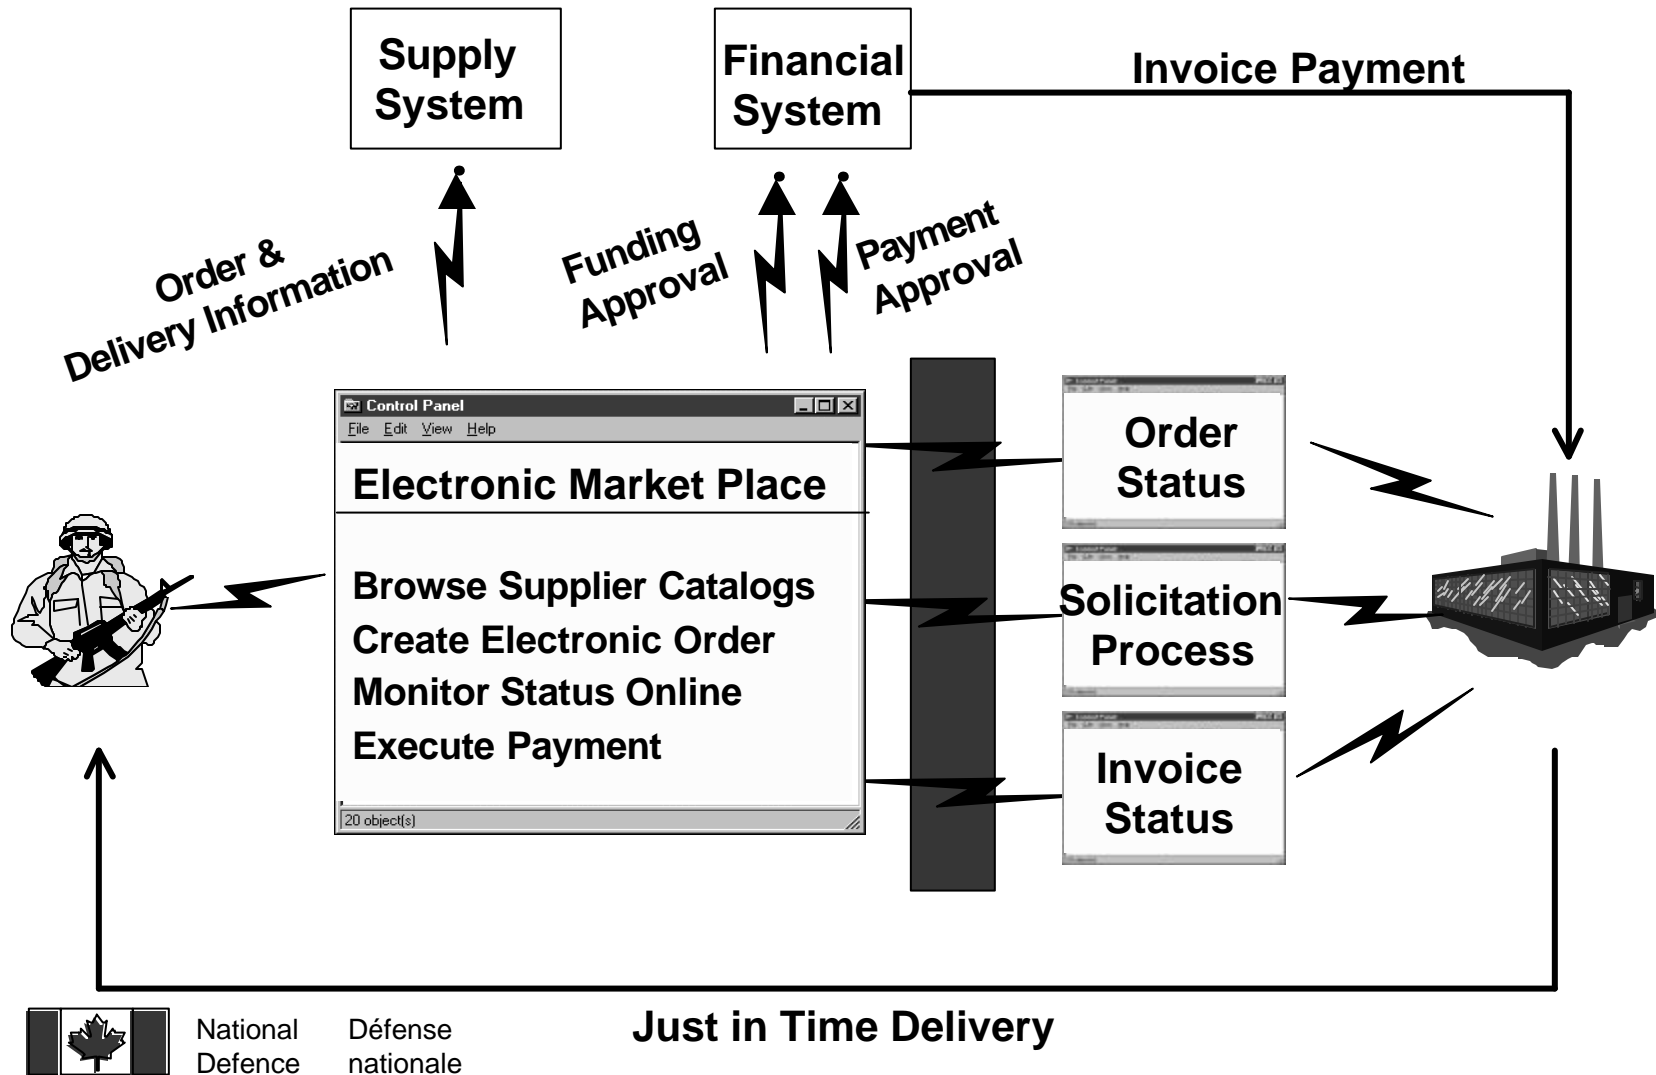 Supply
System
Financial
System
Invoice Payment
Order &
Delivery Information
Funding
Approval
Payment
Approval
Control Panel
File Edit View Help
Electronic Market Place
Browse Supplier Catalogs
Create Electronic Order
Monitor Status Online
Execute Payment
20 object(s)
Order
Status
Solicitation
Process
Invoice
Status
Just in Time Delivery
National
Defence
Défense
nationale